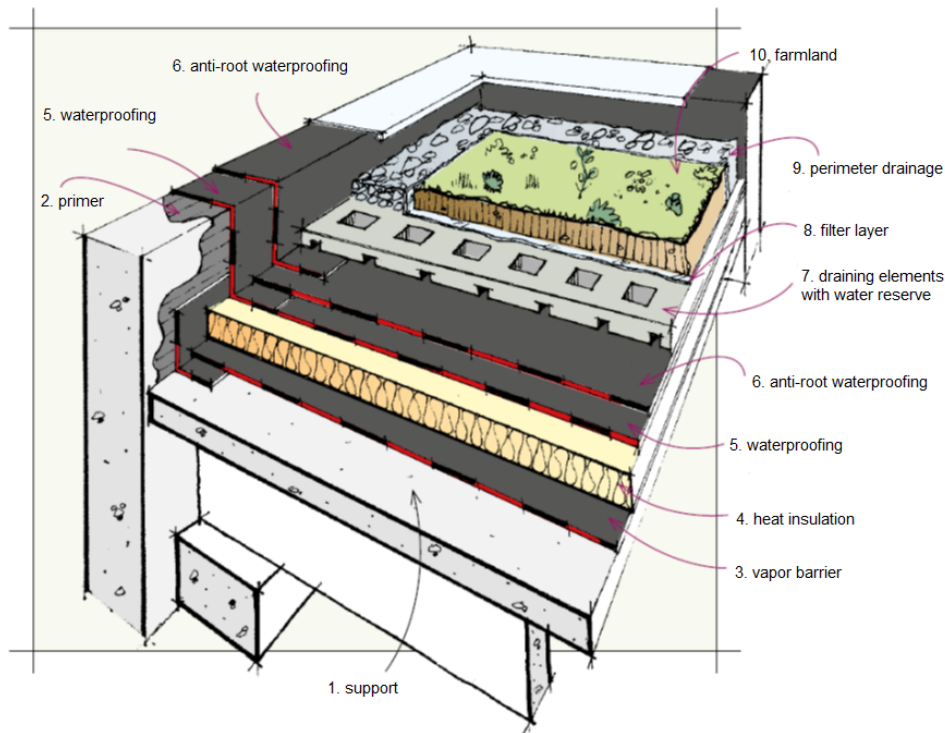 6. anti-root waterproofing
10, farmland
5. waterproofing
2. primer
9. perimeter drainage
8. filter layer
7. draining elements
with water reserve
6. anti-root waterproofing
5. waterproofing
4. heat insulation
3. vapor barrier
1. support